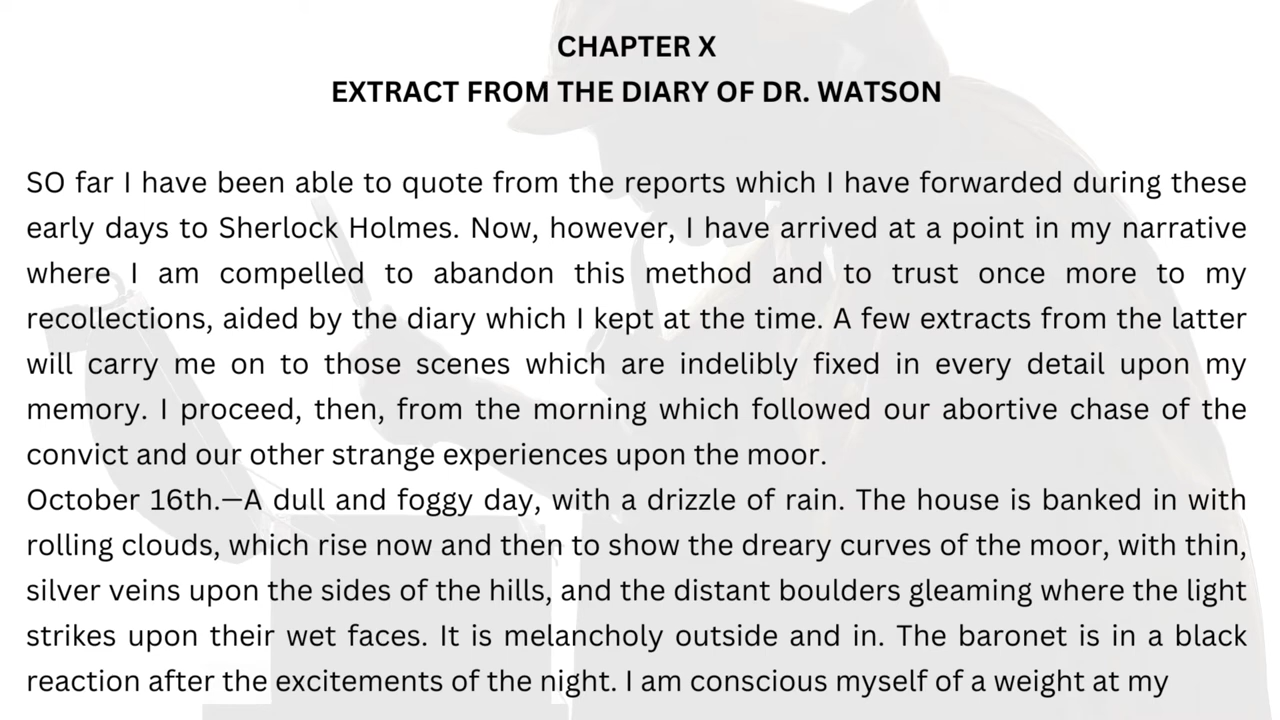 CHAPTER X
EXTRACT FROM THE DIARY OF DR. WATSON
SO far I have been able to quote from the reports which I have forwarded during these
early days to Sherlock Holmes. Now, however, I have arrived at a point in my narrative
where I am compelled to abandon this method and to trust once more to my
recollections, aided by the diary which I kept at the time. A few extracts from the latter
will carry me on to those scenes which are indelibly fixed in every detail upon my
memory. I proceed, then, from the morning which followed our abortive chase of the
convict and our other strange experiences upon the moor.
October 16th.—A dull and foggy day, with a drizzle of rain. The house is banked in with
rolling clouds, which rise now and then to show the dreary curves of the moor, with thin,
silver veins upon the sides of the hills, and the distant boulders gleaming where the light
strikes upon their wet faces. It is melancholy outside and in. The baronet is in a black
reaction after the excitements of the night. I am conscious myself of a weight at my